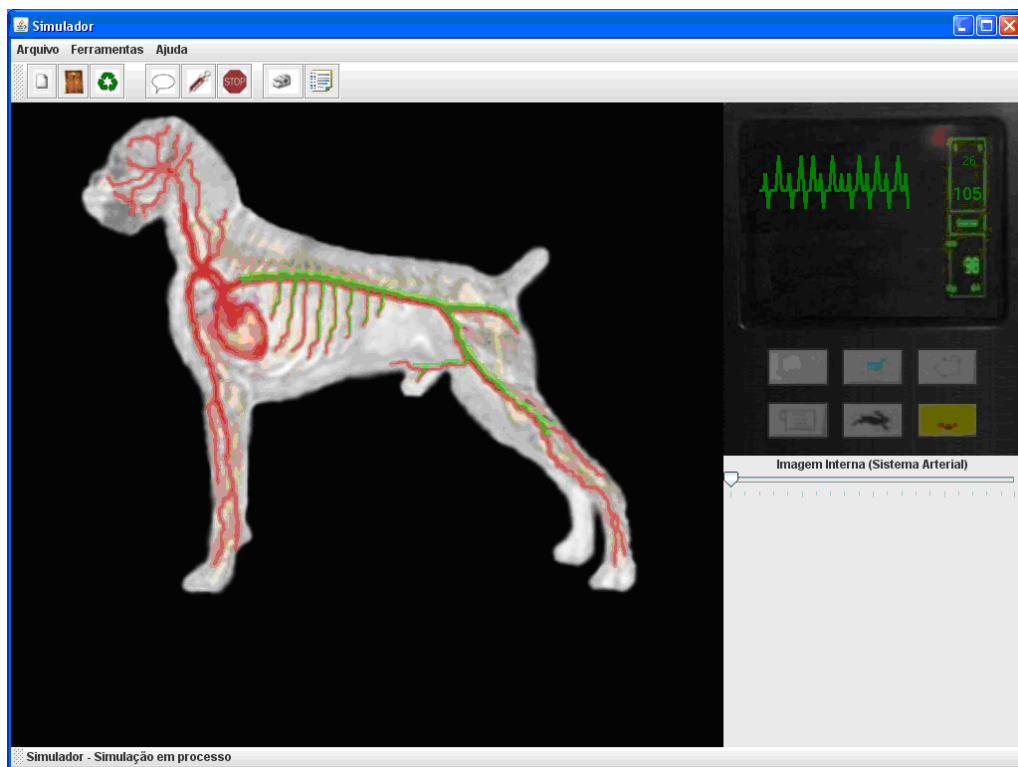 Simulador
Arquivo Ferramentas Ajuda
STOP
26
105
98
Imagem Interna (Sistema Arterial)
Simulador - Simulação em processo